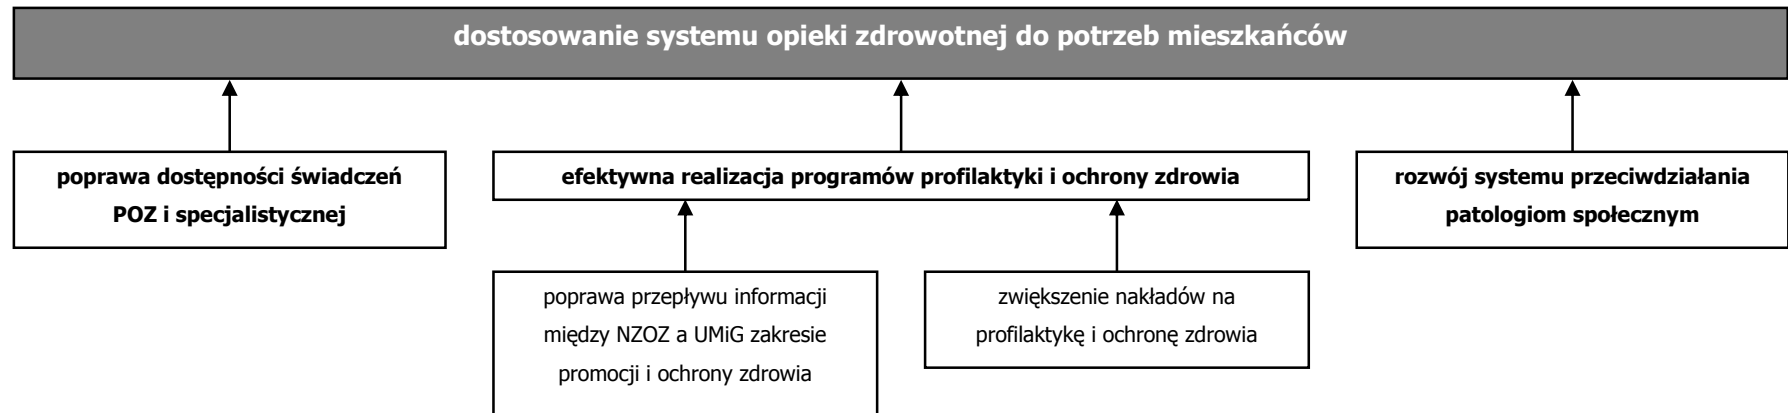 dostosowanie systemu opieki zdrowotnej do potrzeb mieszkańców
poprawa dostępności świadczeń
POZ i specjalistycznej
efektywna realizacja programów profilaktyki i ochrony zdrowia
rozwój systemu przeciwdziałania
patologiom społecznym
poprawa przepływu informacji
między NZOZ a UMiG zakresie
promocji i ochrony zdrowia
zwiększenie nakładów na
profilaktykę i ochronę zdrowia